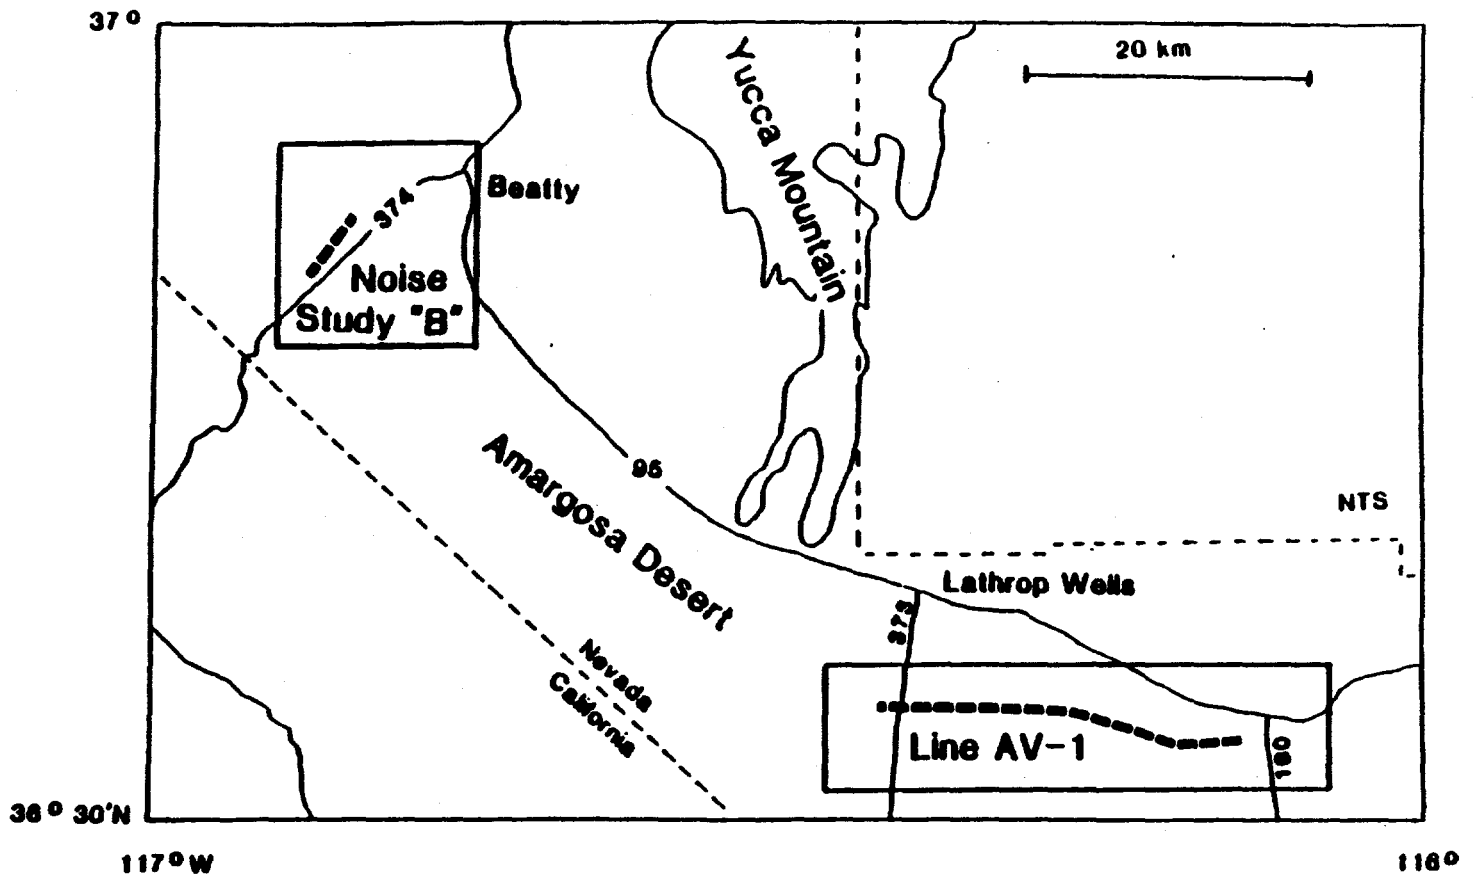 37°
20 km
Yucca Mountain
Beatty
374
Noise
Study "B"
95
Amargosa Desert
NTS
Lathrop Wells
373
Nevada
California
Line AV-1
160
36° 30'N
117° W
116°